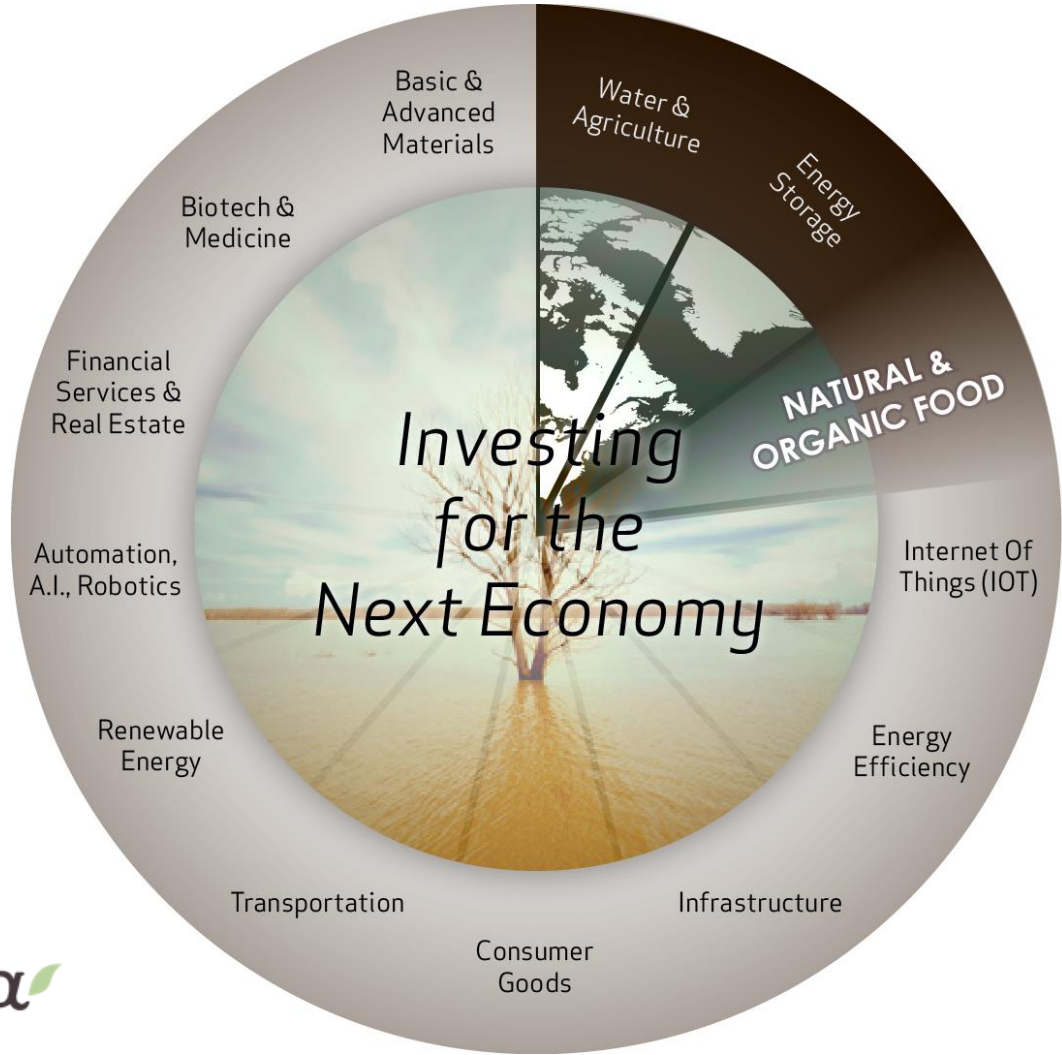 Basic &
Advanced
Materials
Water &
Agriculture
Energy
Storage
Biotech &
Medicine
NATURAL &
ORGANIC FOOD
Financial
Services &
Real Estate
Investing
for the
Next Economy
Automation,
A.I., Robotics
Internet Of
Things (IOT)
Renewable
Energy
Energy
Efficiency
Transportation
Infrastructure
Consumer
Goods